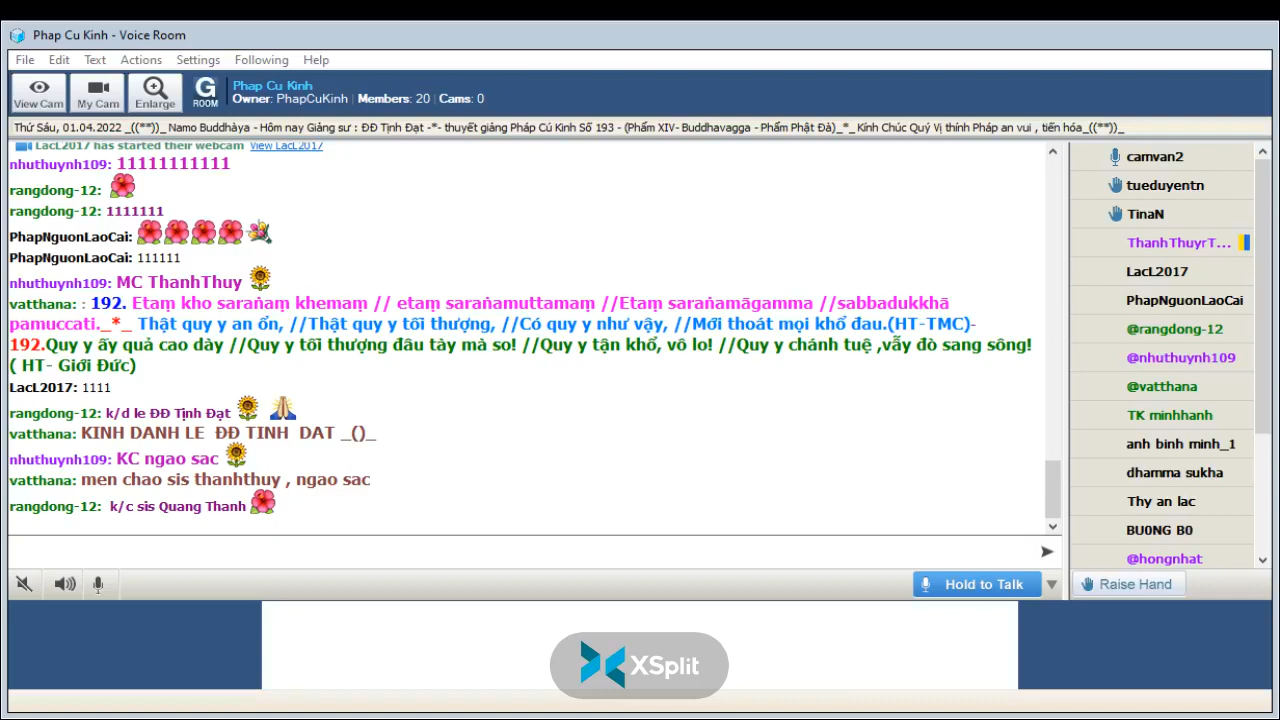 Phap Cu Kinh - Voice Room
File Edit Text Actions Settings Following Help
View Cam My Cam Enlarge G ROOM
Phap Cu Kinh
Owner: PhapCuKinh Members: 20 Cams: 0
Thứ Sáu, 01.04.2022 _((**))_ Namo Buddhàya - Hôm nay Giảng sư : ĐĐ Tịnh Đạt -*- thuyết giảng Pháp Cú Kinh Số 193 - (Phẩm XIV- Buddhavagga - Phẩm Phật Đà)_*_ Kính Chúc Quý Vị thính Pháp an vui , tiến hóa_((**))_
LacL2017 has started their webcam View LacL2017
nhuthuynh109: 11111111111
rangdong-12:
rangdong-12: 1111111
PhapNguonLaoCai:
PhapNguonLaoCai: 111111
nhuthuynh109: MC ThanhThuy
vatthana: : 192. Etaṃ kho saraṅaṃ khemaṃ // etaṃ saraṅamuttamaṃ //Etaṃ saraṅamāgamma //sabbadukkhā
pamuccati._*_ Thật quy y an ổn, //Thật quy y tối thượng, //Có quy y như vậy, //Mới thoát mọi khổ đau.(HT-TMC)-
192.Quy y ấy quả cao dày //Quy y tối thượng đâu tày mà so! //Quy y tận khổ, vô lo! //Quy y chánh tuệ ,vẫy đò sang sông!
( HT- Giới Đức)
LacL2017: 1111
rangdong-12: k/d le ĐĐ Tịnh Đạt
vatthana: KINH DANH LE ĐĐ TINH DAT _()_
nhuthuynh109: KC ngao sac
vatthana: men chao sis thanhthuy , ngao sac
rangdong-12: k/c sis Quang Thanh
camvan2
tueduyentn
TinaN
ThanhThuyrT...
LacL2017
PhapNguonLaoCai
@rangdong-12
@nhuthuynh109
@vatthana
TK minhhanh
anh binh minh_1
dhamma sukha
Thy an lac
BU0NG B0
@hongnhat
Hold to Talk
Raise Hand
XSplit